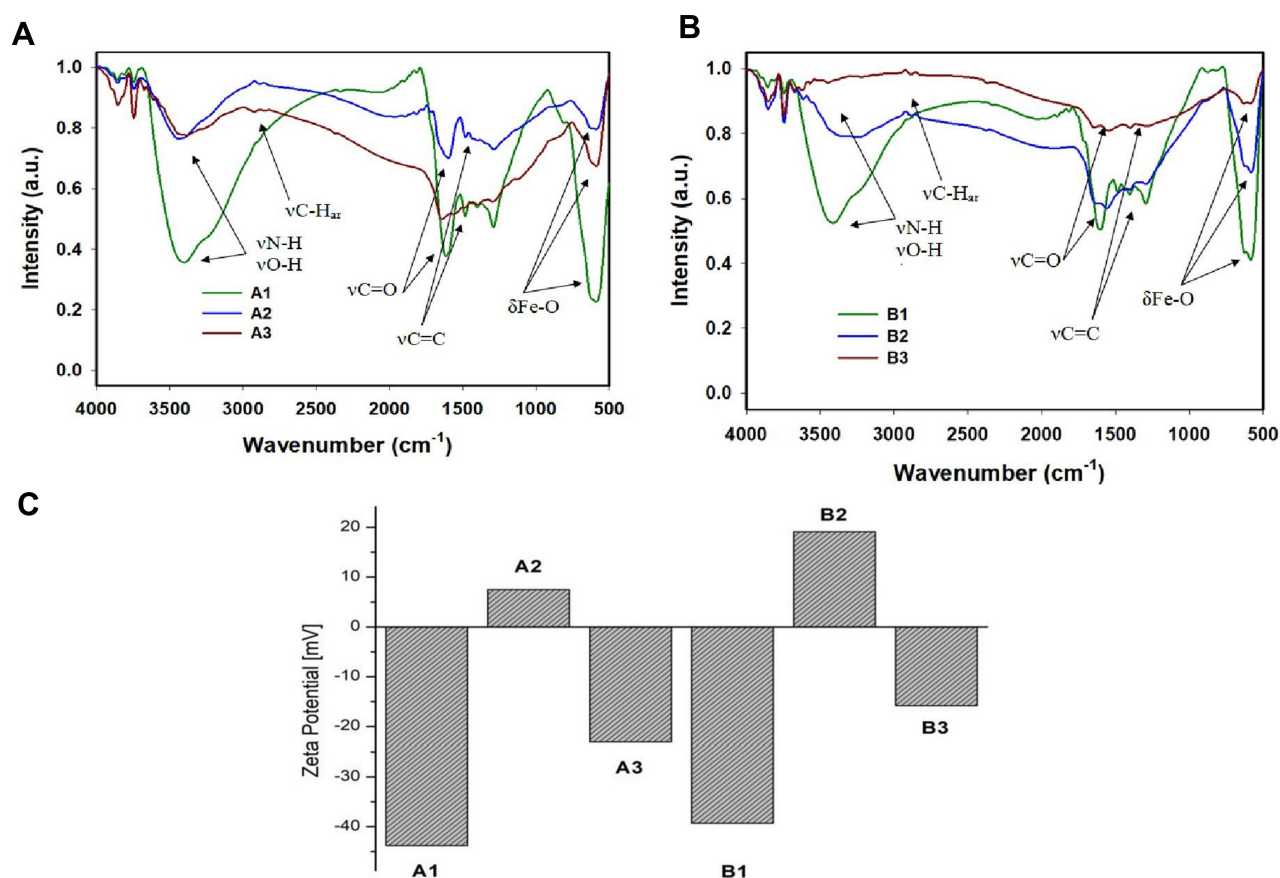 A
1.0
0.8
0.6
0.4
0.2
0.0
Intensity (a.u.)
4000 3500 3000 2500 2000 1500 1000 500
Wavenumber (cm-1)
νC-Har
νN-H
νO-H
νC=O
νC=C
δFe-O
A1
A2
A3
B
1.0
0.8
0.6
0.4
0.2
0.0
Intensity (a.u.)
4000 3500 3000 2500 2000 1500 1000 500
Wavenumber (cm-1)
νC-Har
νN-H
νO-H
νC=O
νC=C
δFe-O
B1
B2
B3
C
20
10
0
-10
-20
-30
-40
Zeta Potential [mV]
A1
A2
A3
B1
B2
B3